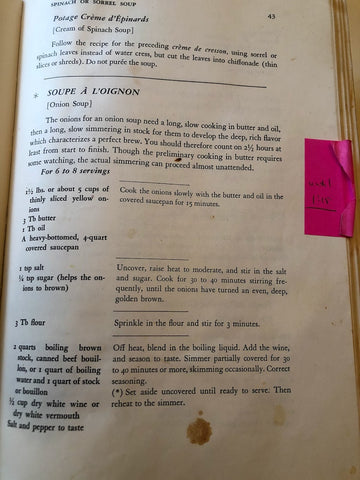 SPINACH OR SORREL SOUP
43
Potage Crème d'Épinards
[Cream of Spinach Soup]
Follow the recipe for the preceding crème de cresson, using sorrel or
spinach leaves instead of water cress, but cut the leaves into chiffonade (thin
slices or shreds). Do not purée the soup.
* SOUPE À L'OIGNON
[Onion Soup]
The onions for an onion soup need a long, slow cooking in butter and oil,
then a long, slow simmering in stock for them to develop the deep, rich flavor
which characterizes a perfect brew. You should therefore count on 2½ hours at
least from start to finish. Though the preliminary cooking in butter requires
some watching, the actual simmering can proceed almost unattended.
For 6 to 8 servings
1½ lbs. or about 5 cups of
thinly sliced yellow on-
ions
3 Tb butter
1 Tb oil
A heavy-bottomed, 4-quart
covered saucepan
Cook the onions slowly with the butter and oil in the
covered saucepan for 15 minutes.
1 tsp salt
¼ tsp sugar (helps the on-
ions to brown)
Uncover, raise heat to moderate, and stir in the salt
and sugar. Cook for 30 to 40 minutes stirring fre-
quently, until the onions have turned an even, deep,
golden brown.
3 Tb flour
Sprinkle in the flour and stir for 3 minutes.
2 quarts boiling brown
stock, canned beef bouil-
lon, or 1 quart of boiling
water and 1 quart of stock
or bouillon
½ cup dry white wine or
dry white vermouth
Salt and pepper to taste
Off heat, blend in the boiling liquid. Add the wine,
and season to taste. Simmer partially covered for 30
to 40 minutes or more, skimming occasionally. Correct
seasoning.
(*) Set aside uncovered until ready to serve. Then
reheat to the simmer.